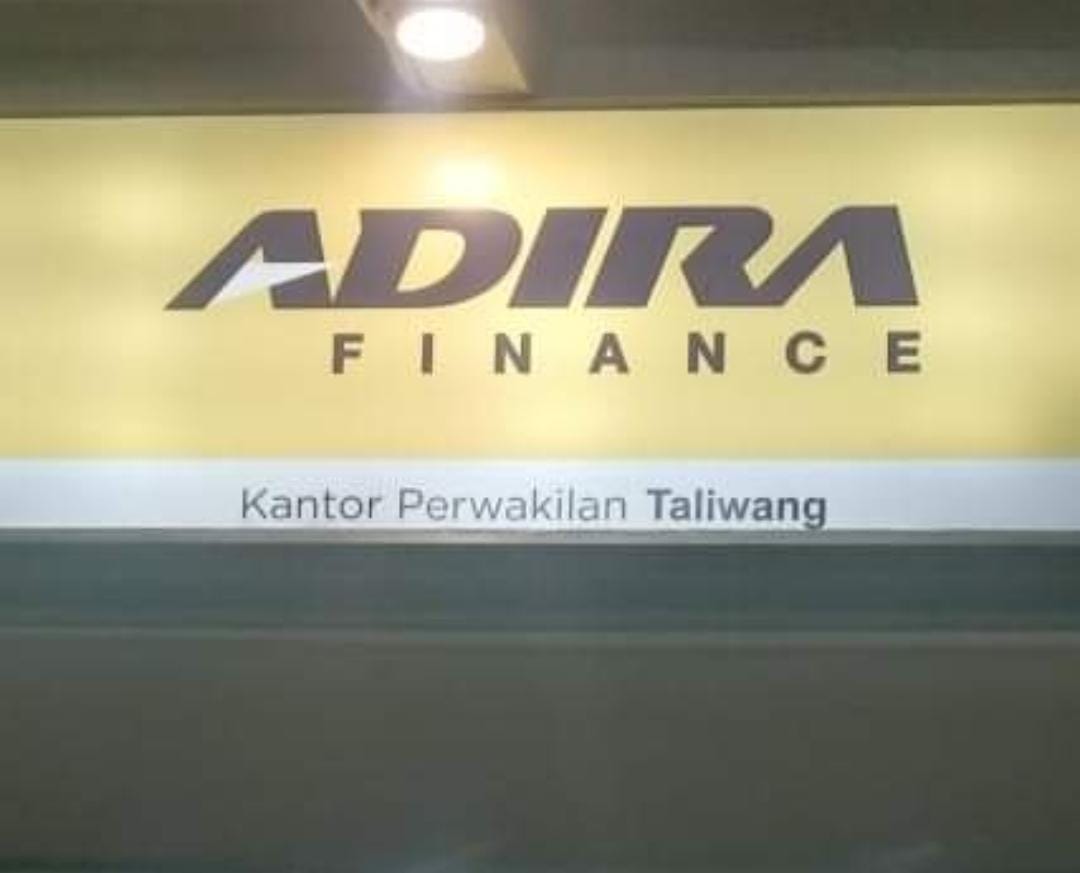 ADIRA
FINANCE
Kantor Perwakilan Taliwang